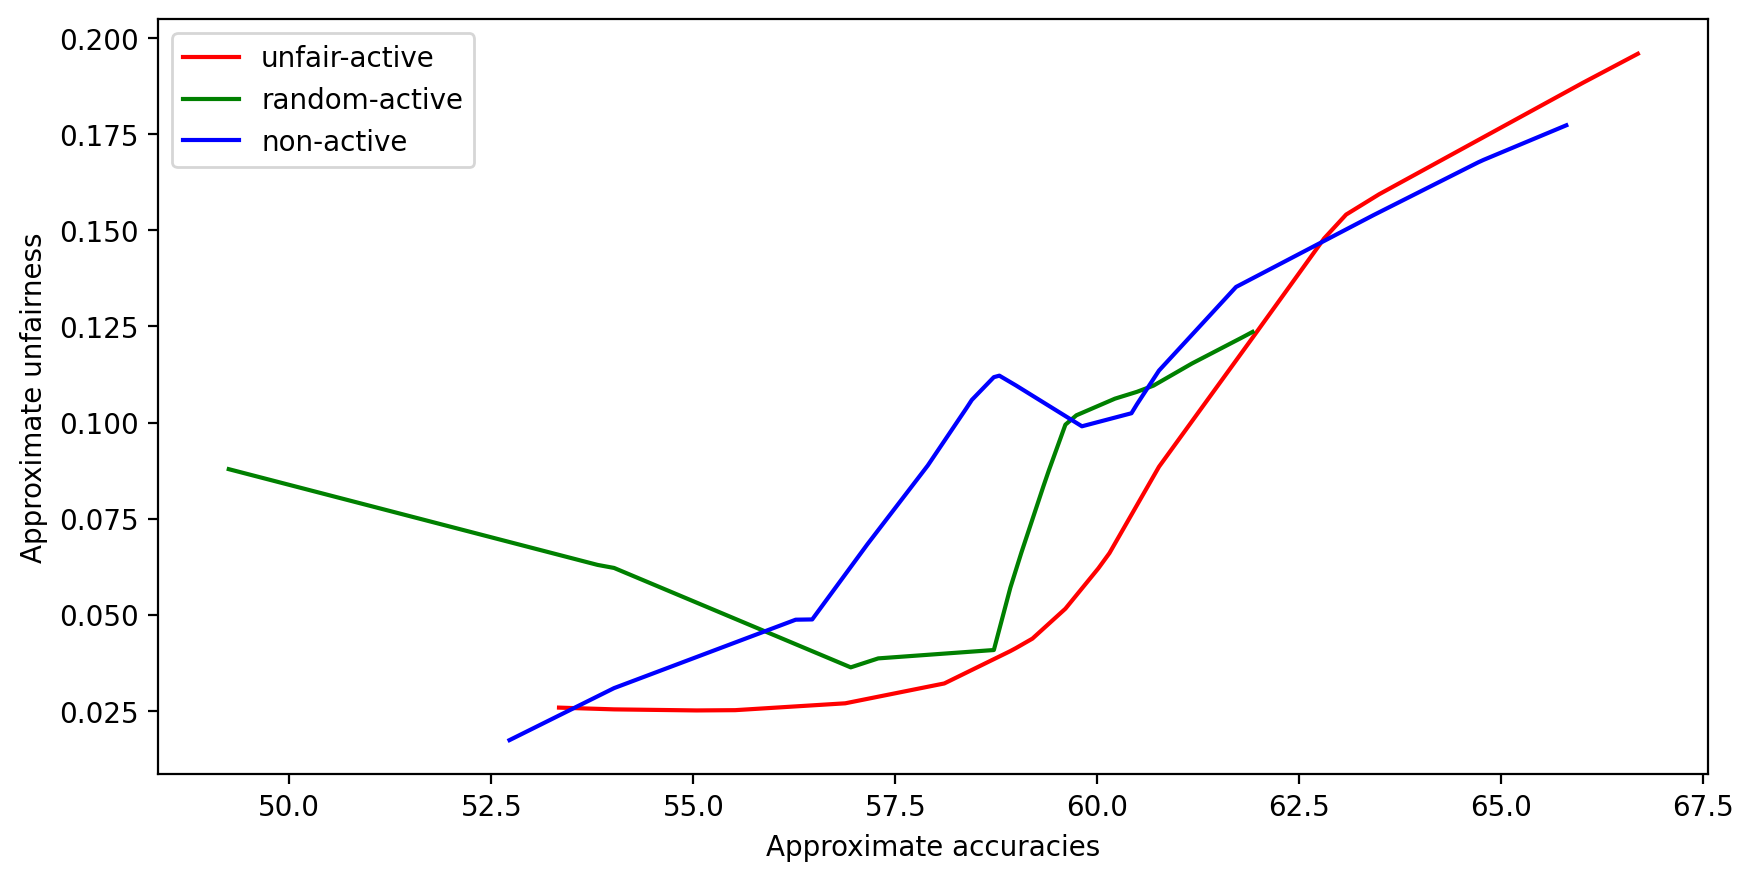 0.200
0.175
0.150
0.125
0.100
0.075
0.050
0.025
Approximate unfairness
unfair-active
random-active
non-active
50.0 52.5 55.0 57.5 60.0 62.5 65.0 67.5
Approximate accuracies